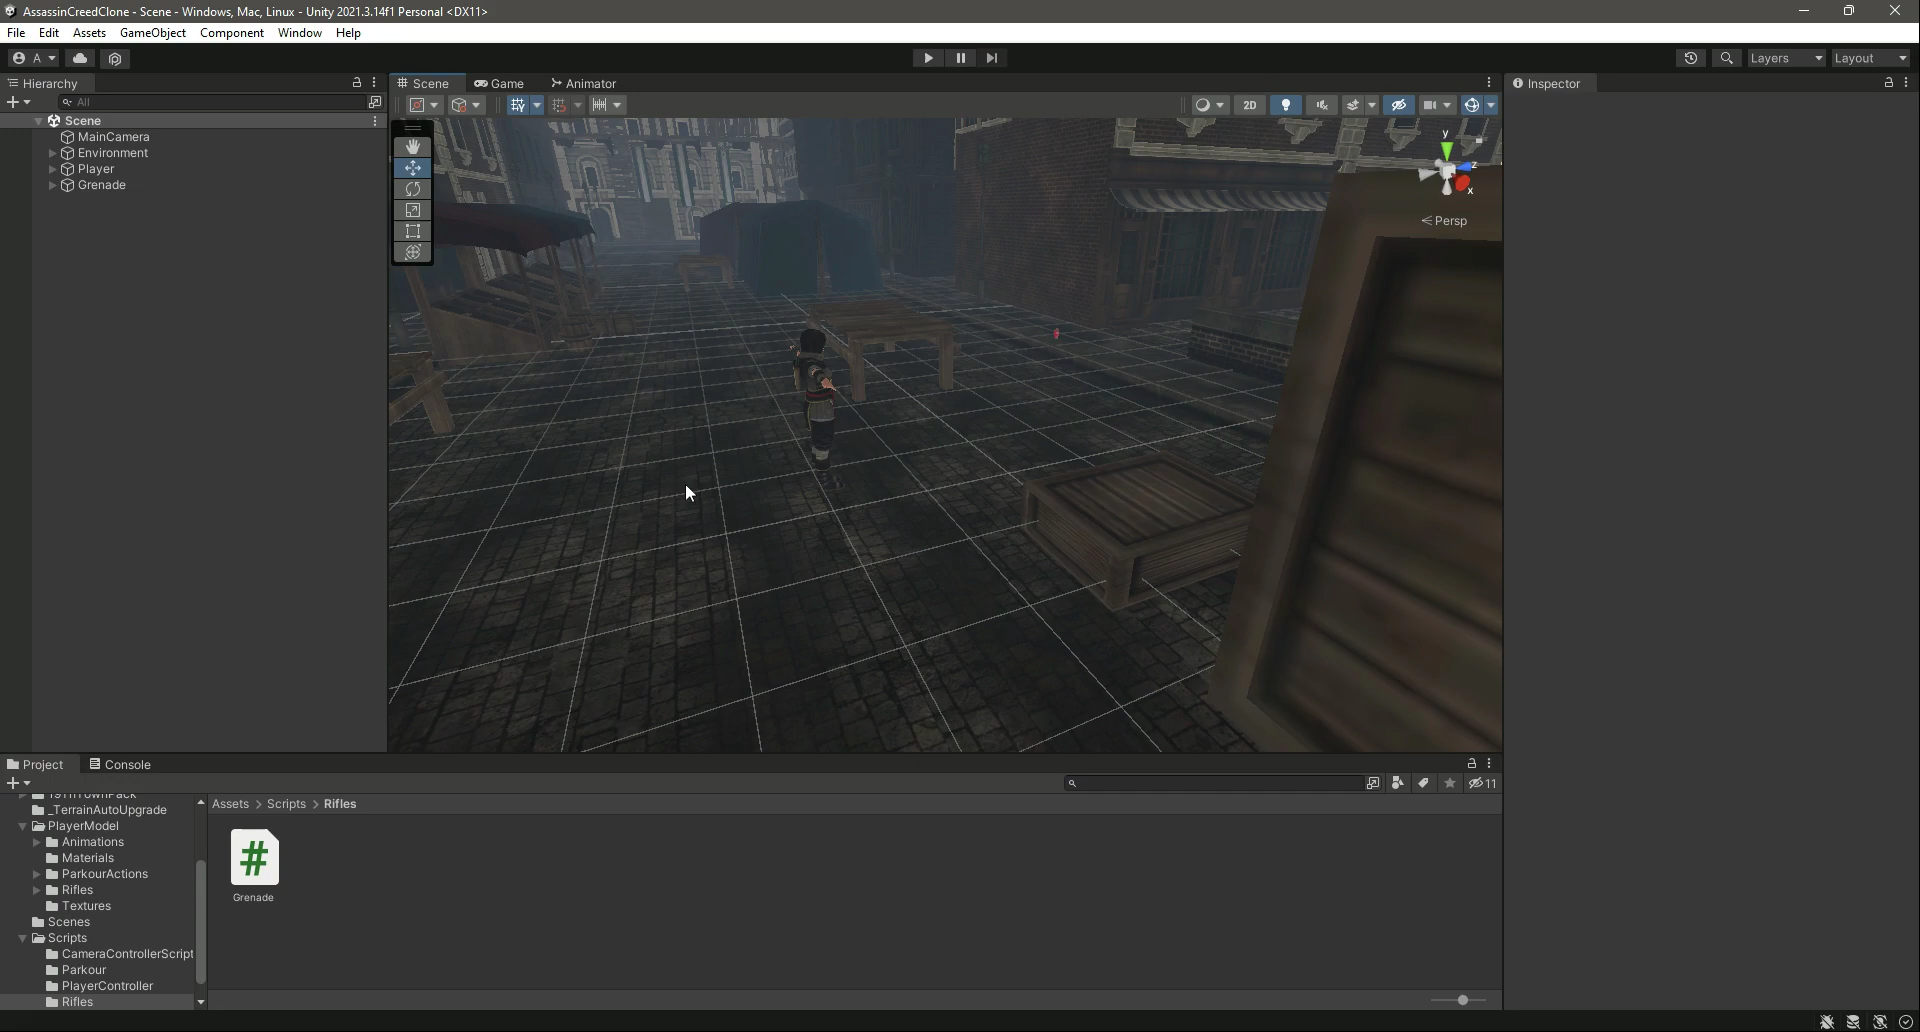 AssassinCreedClone - Scene - Windows, Mac, Linux - Unity 2021.3.14f1 Personal <DX11>
File Edit Assets GameObject Component Window Help
A Layers Layout
Hierarchy Scene Game Animator Inspector
All 2D
Scene
MainCamera
Environment
Player
Grenade
y
z
x
Persp
Project Console
11
Assets > Scripts > Rifles
_TerrainAutoUpgrade
PlayerModel
Animations
Materials
ParkourActions
Rifles
Textures
Scenes
Scripts
CameraControllerScript
Parkour
PlayerController
Rifles
Grenade